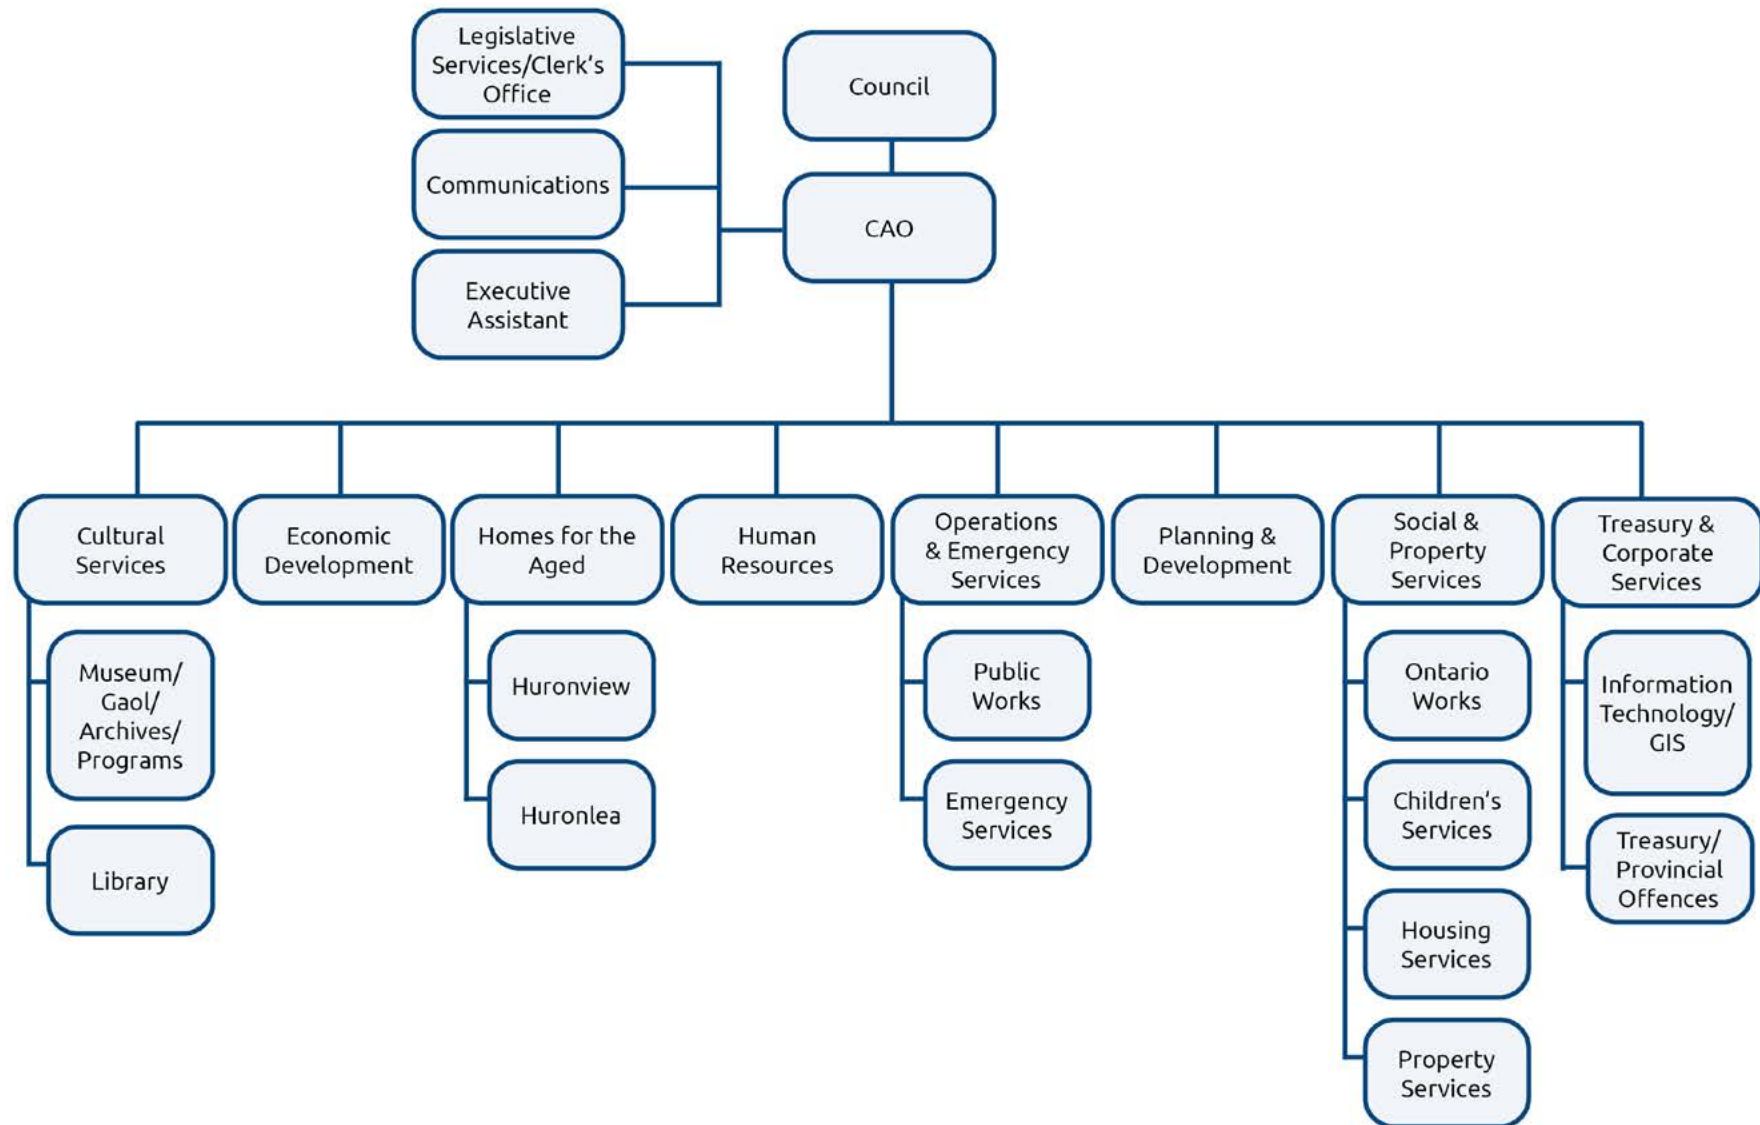 Legislative
Services/Clerk's
Office
Communications
Executive
Assistant
Council
CAO
Cultural
Services
Museum/
Gaol/
Archives/
Programs
Library
Economic
Development
Homes for the
Aged
Huronview
Huronlea
Human
Resources
Operations
& Emergency
Services
Public
Works
Emergency
Services
Planning &
Development
Social &
Property
Services
Ontario
Works
Children's
Services
Housing
Services
Property
Services
Treasury &
Corporate
Services
Information
Technology/
GIS
Treasury/
Provincial
Offences